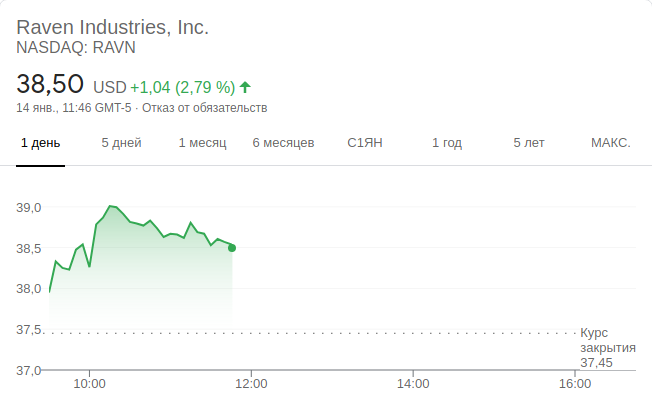 Raven Industries, Inc.
NASDAQ: RAVN
38,50 USD +1,04 (2,79 %)
14 янв., 11:46 GMT-5 · Отказ от обязательств
1 день 5 дней 1 месяц 6 месяцев С1ЯН 1 год 5 лет МАКС.
39,0
38,5
38,0
37,5
Курс
закрытия
37,45
37,0
10:00 12:00 14:00 16:00